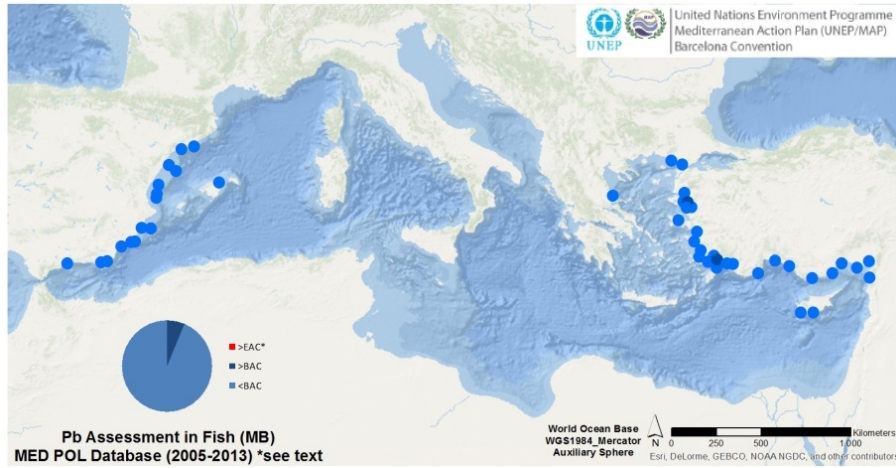 UNEP
United Nations Environment Programme
Mediterranean Action Plan (UNEP/MAP)
Barcelona Convention
>EAC*
>BAC
<BAC
Pb Assessment in Fish (MB)
MED POL Database (2005-2013) *see text
World Ocean Base
WGS1984_Mercator
Auxiliary Sphere
N
0 250 500 1.000
Kilometers
Esri, DeLorme, GEBCO, NOAA NGDC, and other contributors